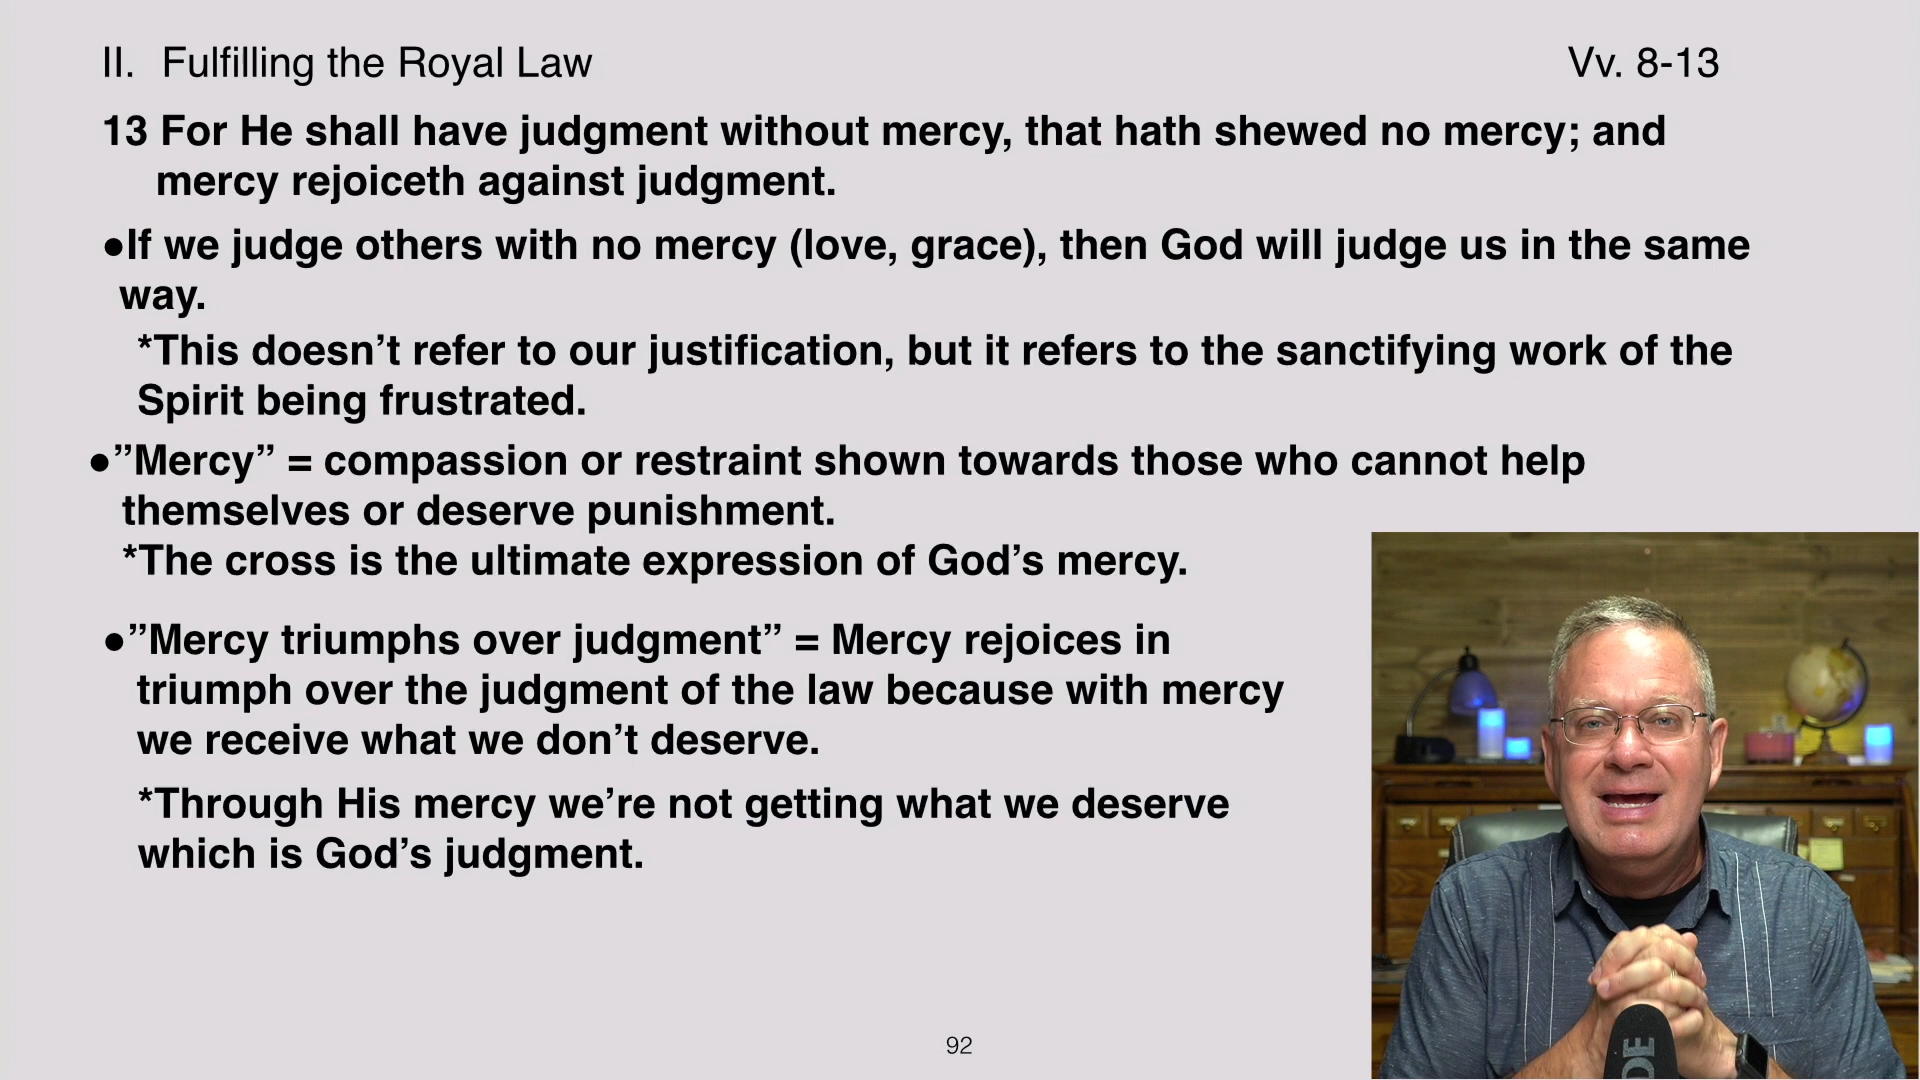 II. Fulfilling the Royal Law Vv. 8-13
13 For He shall have judgment without mercy, that hath shewed no mercy; and
mercy rejoiceth against judgment.
●If we judge others with no mercy (love, grace), then God will judge us in the same
way.
*This doesn’t refer to our justification, but it refers to the sanctifying work of the
Spirit being frustrated.
●”Mercy” = compassion or restraint shown towards those who cannot help
themselves or deserve punishment.
*The cross is the ultimate expression of God’s mercy.
●”Mercy triumphs over judgment” = Mercy rejoices in
triumph over the judgment of the law because with mercy
we receive what we don’t deserve.
*Through His mercy we’re not getting what we deserve
which is God’s judgment.
92
DE